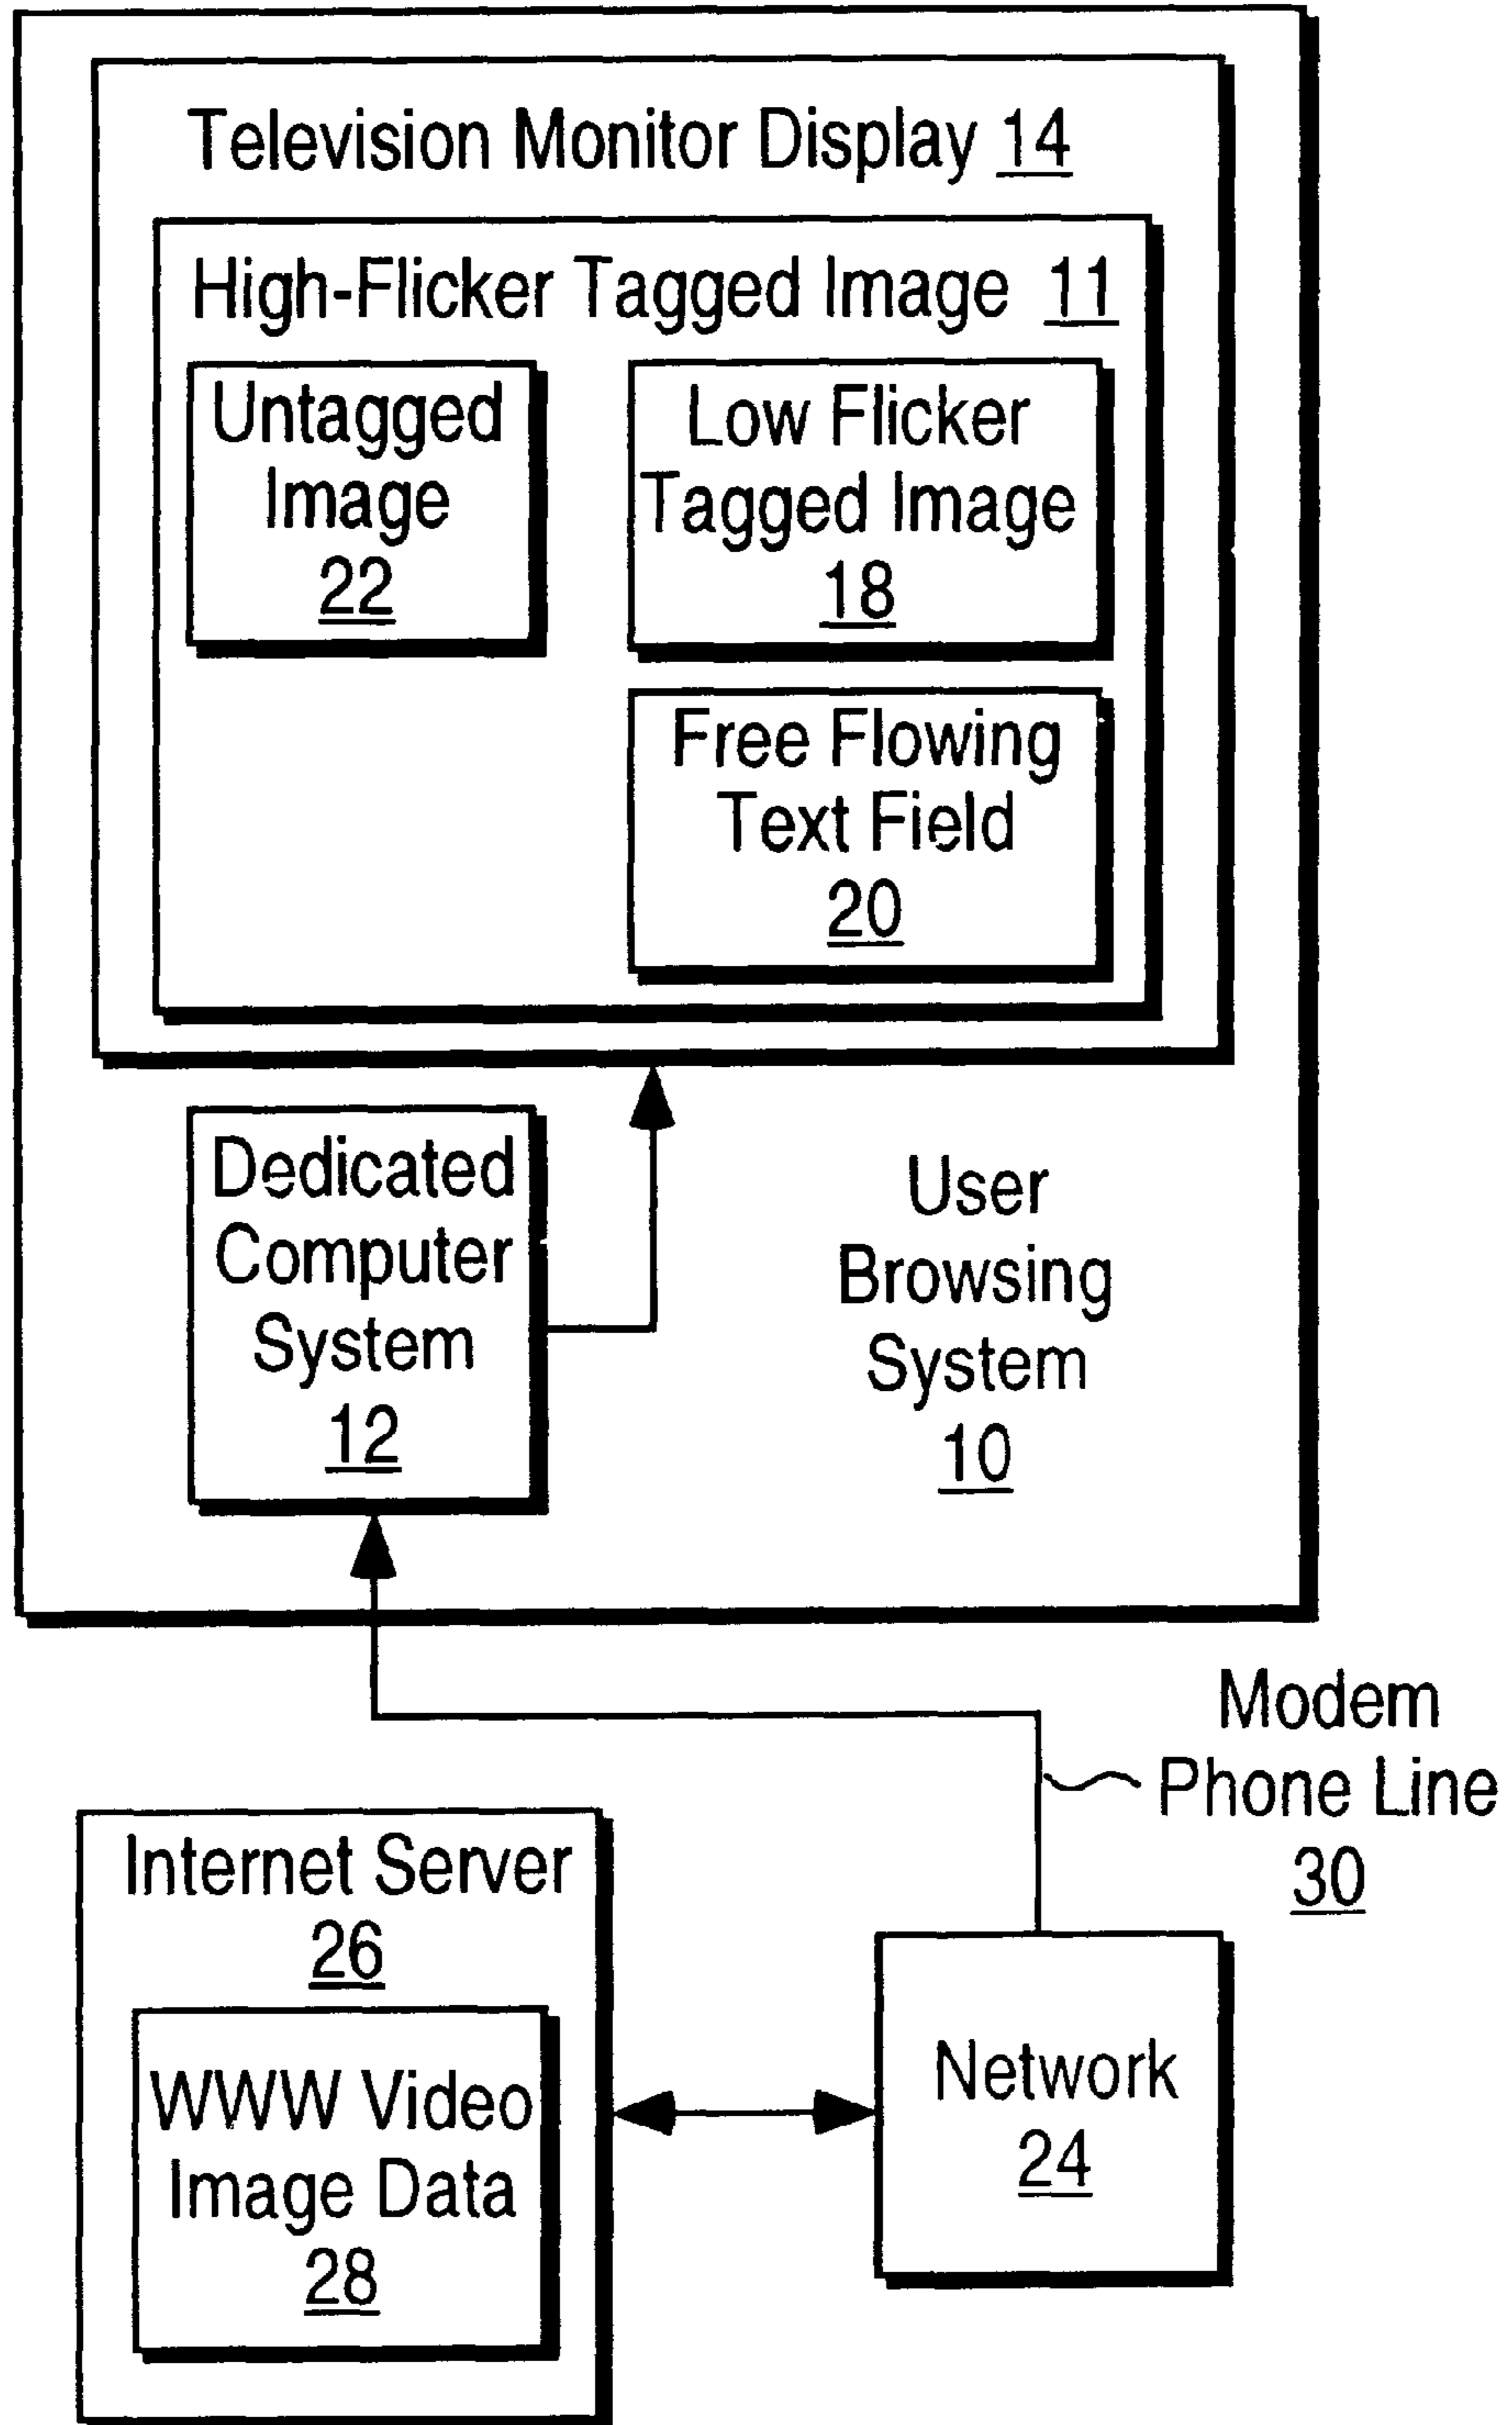 Television Monitor Display 14
High-Flicker Tagged Image 11
Untagged
Image
22
Low Flicker
Tagged Image
18
Free Flowing
Text Field
20
Dedicated
Computer
System
12
User
Browsing
System
10
Modem
Phone Line
30
Internet Server
26
WWW Video
Image Data
28
Network
24